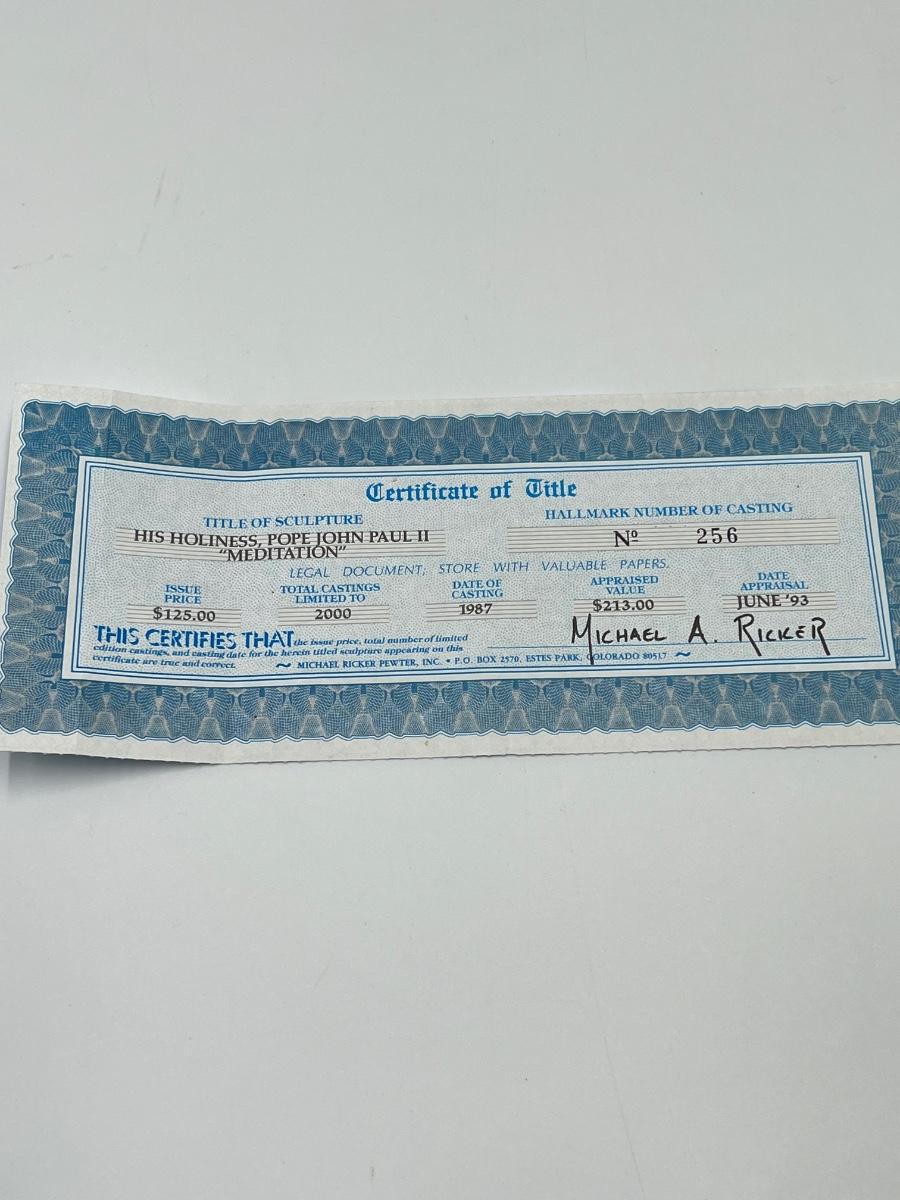 Certificate of Title
TITLE OF SCULPTURE
HIS HOLINESS, POPE JOHN PAUL II
"MEDITATION"
HALLMARK NUMBER OF CASTING
Nº 256
LEGAL DOCUMENT; STORE WITH VALUABLE PAPERS.
ISSUE
PRICE
$125.00
TOTAL CASTINGS
LIMITED TO
2000
DATE OF
CASTING
1987
APPRAISED
VALUE
$213.00
DATE
APPRAISAL
JUNE '93
THIS CERTIFIES THAT the issue price, total number of limited
edition castings, and casting date for the herein titled sculpture appearing on this
certificate are true and correct.
MICHAEL A. RICKER
~ MICHAEL RICKER PEWTER, INC. • P.O. BOX 2570, ESTES PARK, COLORADO 80517 ~